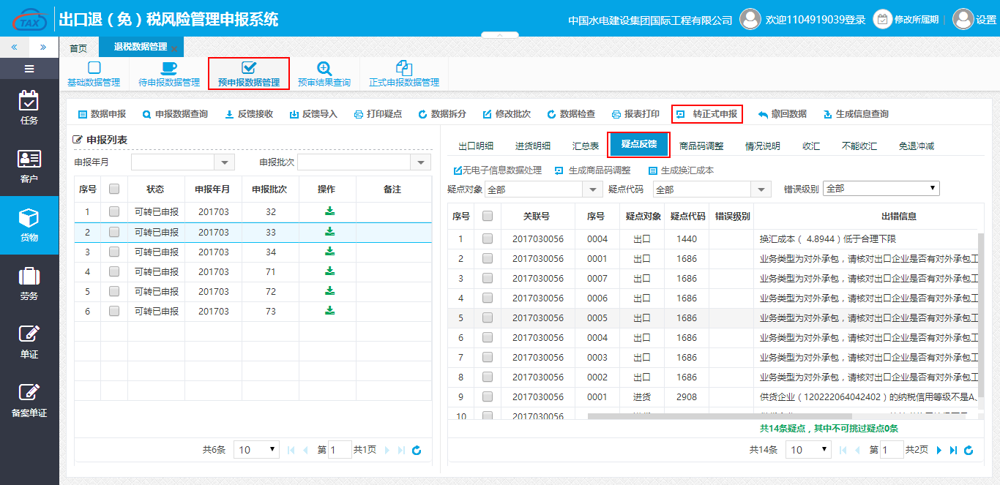 TAX 出口退（免）税风险管理申报系统 中国水电建设集团国际工程有限公司 欢迎1104919039登录 修改所属期 设置
« » 首页 退税数据管理
基础数据管理 待申报数据管理 预申报数据管理 预审结果查询 正式申报数据管理
任务
客户
货物
劳务
单证
备案单证
数据申报 申报数据查询 反馈接收 反馈导入 打印疑点 数据拆分 修改批次 数据检查 报表打印 转正式申报 撤回数据 生成信息查询
申报列表
申报年月 申报批次
序号 状态 申报年月 申报批次 操作 备注
1 可转已申报 201703 32
2 可转已申报 201703 33
3 可转已申报 201703 34
4 可转已申报 201703 71
5 可转已申报 201703 72
6 可转已申报 201703 73
共6条 10 第 1 共1页
出口明细 进货明细 汇总表 疑点反馈 商品码调整 情况说明 收汇 不能收汇 免退冲减
无电子信息数据处理 生成商品码调整 生成换汇成本
疑点对象 全部 疑点代码 全部 错误级别 全部
序号 关联号 序号 疑点对象 疑点代码 错误级别 出错信息
1 2017030056 0004 出口 1440 换汇成本（ 4.8944）低于合理下限
2 2017030056 0001 出口 1686 业务类型为对外承包，请核对出口企业是否有对外承包工
3 2017030056 0007 出口 1686 业务类型为对外承包，请核对出口企业是否有对外承包工
4 2017030056 0006 出口 1686 业务类型为对外承包，请核对出口企业是否有对外承包工
5 2017030056 0005 出口 1686 业务类型为对外承包，请核对出口企业是否有对外承包工
6 2017030056 0004 出口 1686 业务类型为对外承包，请核对出口企业是否有对外承包工
7 2017030056 0003 出口 1686 业务类型为对外承包，请核对出口企业是否有对外承包工
8 2017030056 0002 出口 1686 业务类型为对外承包，请核对出口企业是否有对外承包工
9 2017030056 0001 进货 2908 供货企业（120222064042402）的纳税信用等级不是A、
10 2017030056
共14条疑点，其中不可挑过疑点0条
共14条 10 第 1 共2页